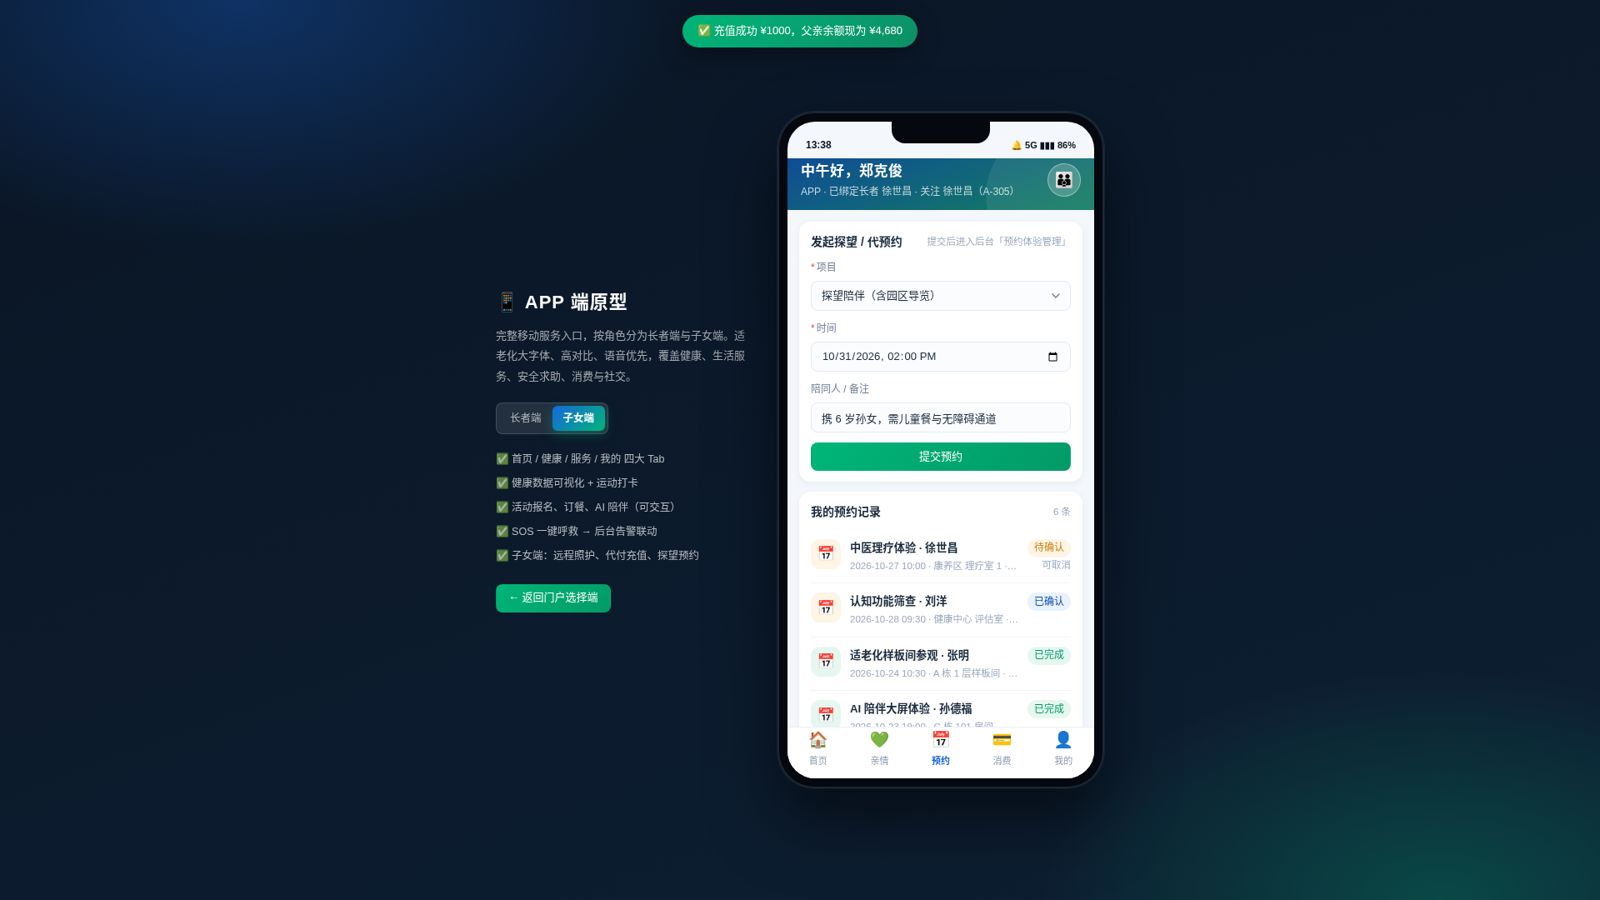 ✅ 充值成功 ¥1000，父亲余额现为 ¥4,680
📱 APP 端原型
完整移动服务入口，按角色分为长者端与子女端。适
老化大字体、高对比、语音优先，覆盖健康、生活服
务、安全求助、消费与社交。
长者端 子女端
✅ 首页 / 健康 / 服务 / 我的 四大 Tab
✅ 健康数据可视化 + 运动打卡
✅ 活动报名、订餐、AI 陪伴（可交互）
✅ SOS 一键呼救 → 后台告警联动
✅ 子女端：远程照护、代付充值、探望预约
← 返回门户选择端
13:38 🔔 5G ▮▮▮ 86%
中午好，郑克俊
APP · 已绑定长者 徐世昌 · 关注 徐世昌（A-305）
发起探望 / 代预约 提交后进入后台「预约体验管理」
* 项目
探望陪伴（含园区导览）
* 时间
10/31/2026, 02:00 PM
陪同人 / 备注
携 6 岁孙女，需儿童餐与无障碍通道
提交预约
我的预约记录 6 条
中医理疗体验 · 徐世昌 待确认
2026-10-27 10:00 · 康养区 理疗室 1 ·… 可取消
认知功能筛查 · 刘洋 已确认
2026-10-28 09:30 · 健康中心 评估室 ·…
适老化样板间参观 · 张明 已完成
2026-10-24 10:30 · A 栋 1 层样板间 · …
AI 陪伴大屏体验 · 孙德福 已完成
首页 亲情 预约 消费 我的